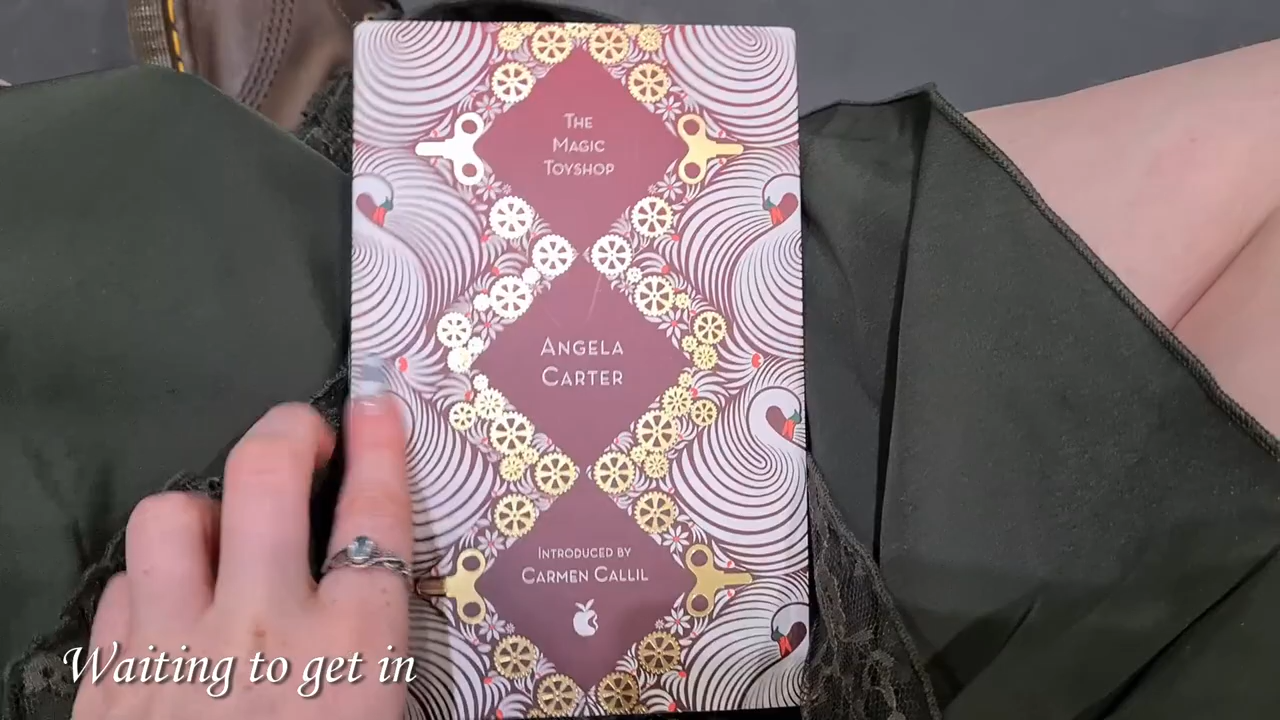 The
Magic
Toyshop
Angela
Carter
Introduced by
Carmen Callil
Waiting to get in